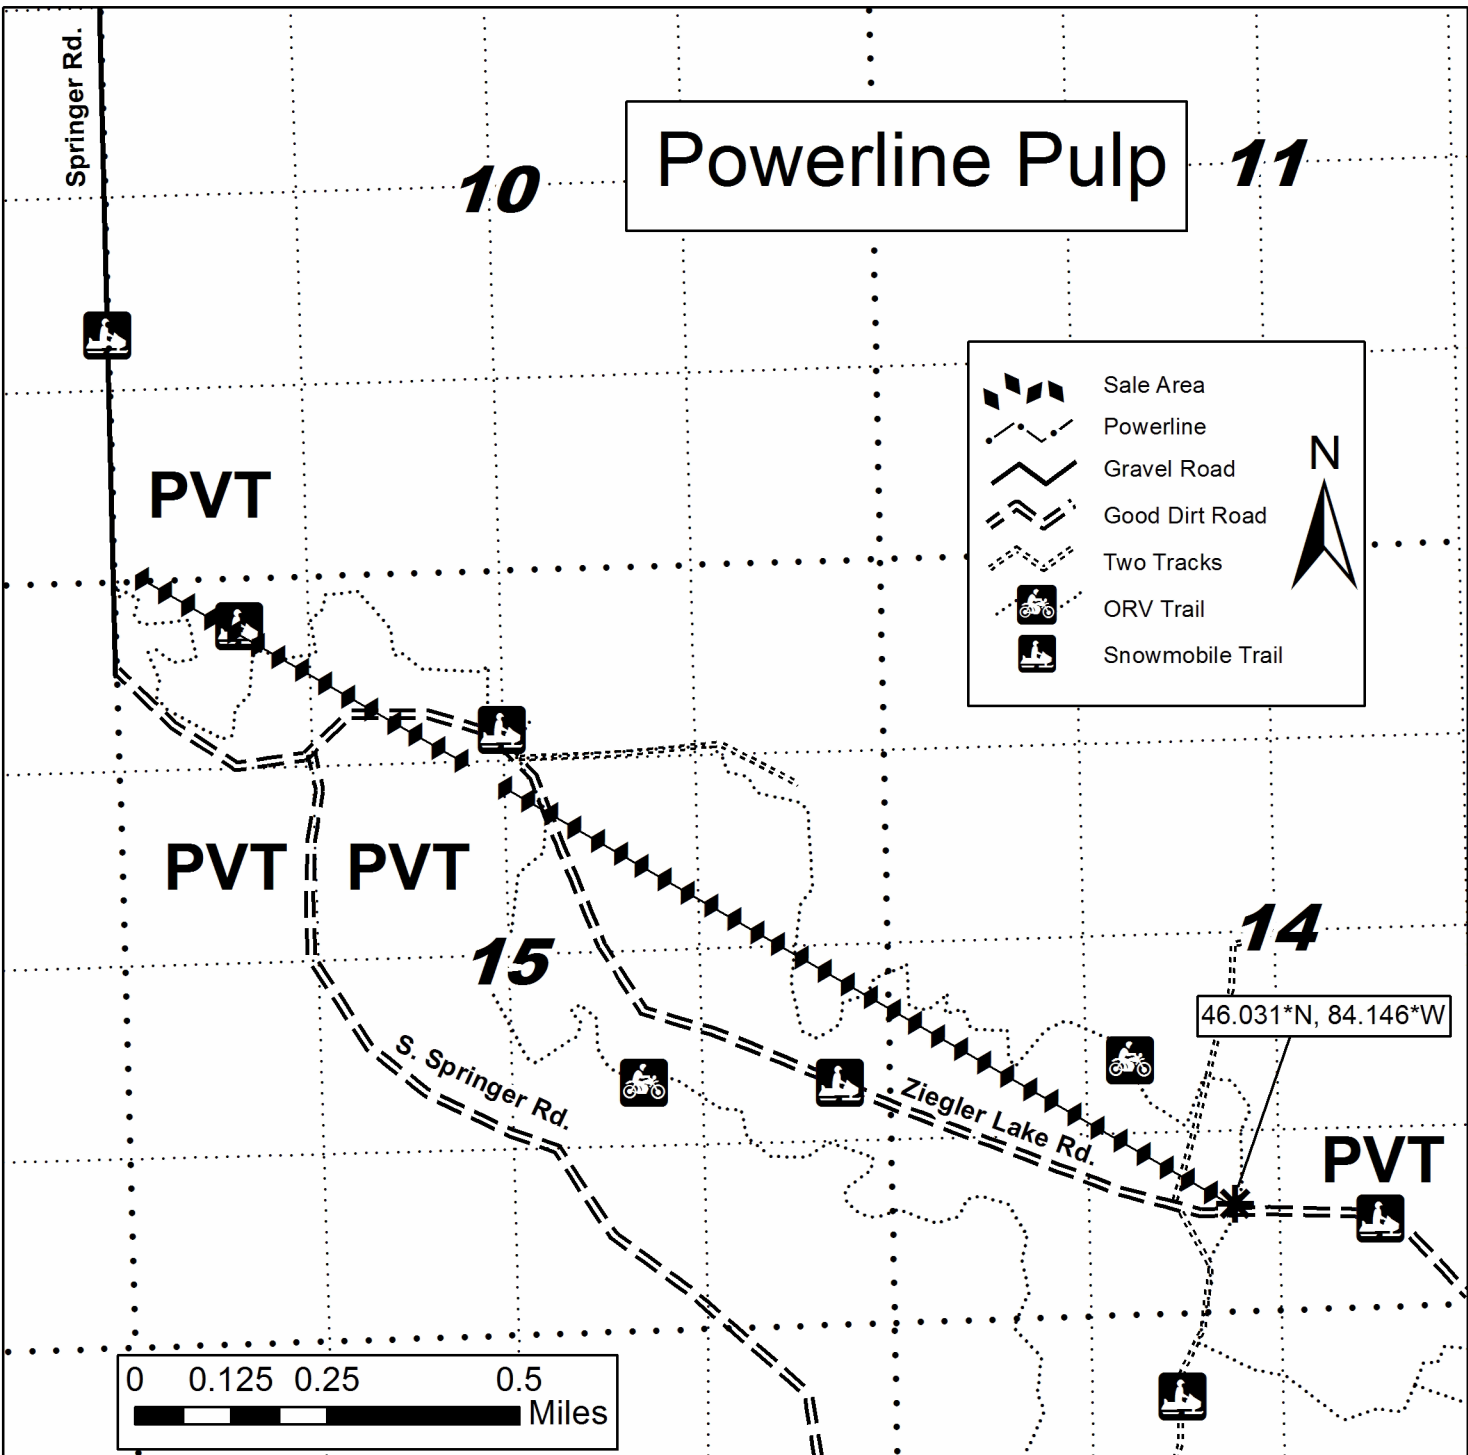 Springer Rd.
Powerline Pulp
10
11
Sale Area
Powerline
Gravel Road
Good Dirt Road
Two Tracks
ORV Trail
Snowmobile Trail
N
PVT
PVT
PVT
15
14
46.031*N, 84.146*W
S. Springer Rd.
Ziegler Lake Rd.
PVT
0 0.125 0.25 0.5
Miles